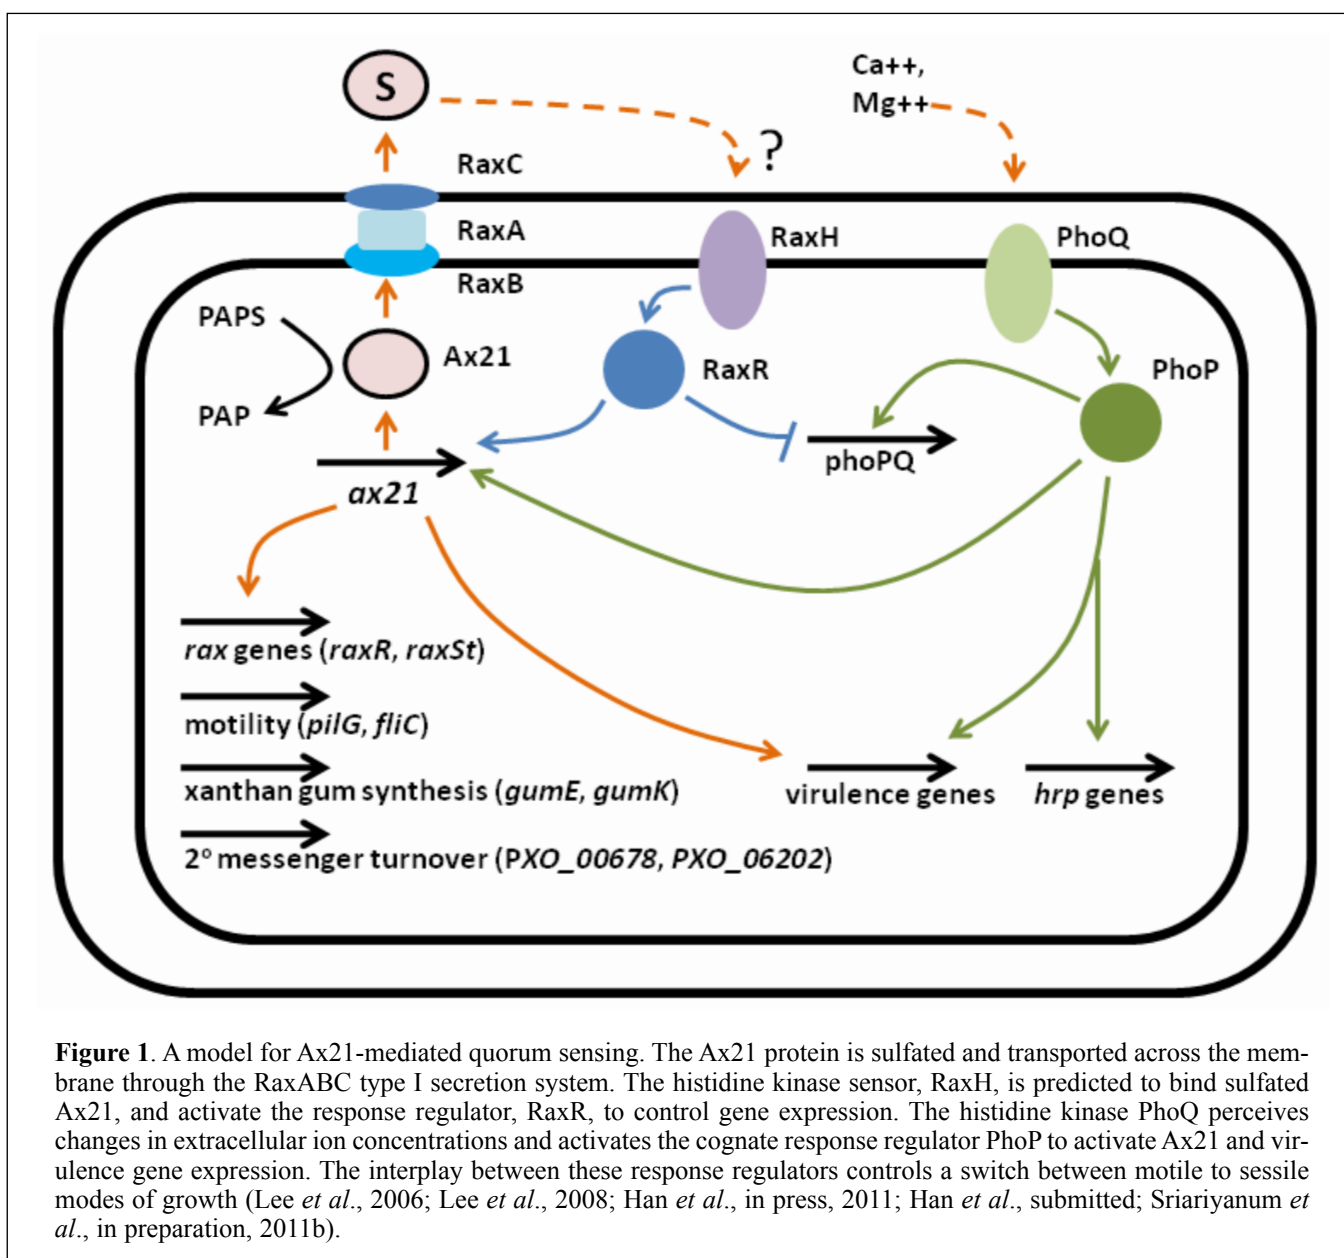 S
Ca++,
Mg++
?
RaxC
RaxA
RaxH
PhoQ
RaxB
PAPS
Ax21
RaxR
PhoP
PAP
phoPQ
ax21
rax genes (raxR, raxSt)
motility (pilG, fliC)
xanthan gum synthesis (gumE, gumK)
virulence genes
hrp genes
2° messenger turnover (PXO_00678, PXO_06202)
Figure 1. A model for Ax21-mediated quorum sensing. The Ax21 protein is sulfated and transported across the mem-
brane through the RaxABC type I secretion system. The histidine kinase sensor, RaxH, is predicted to bind sulfated
Ax21, and activate the response regulator, RaxR, to control gene expression. The histidine kinase PhoQ perceives
changes in extracellular ion concentrations and activates the cognate response regulator PhoP to activate Ax21 and vir-
ulence gene expression. The interplay between these response regulators controls a switch between motile to sessile
modes of growth (Lee et al., 2006; Lee et al., 2008; Han et al., in press, 2011; Han et al., submitted; Sriariyanum et
al., in preparation, 2011b).